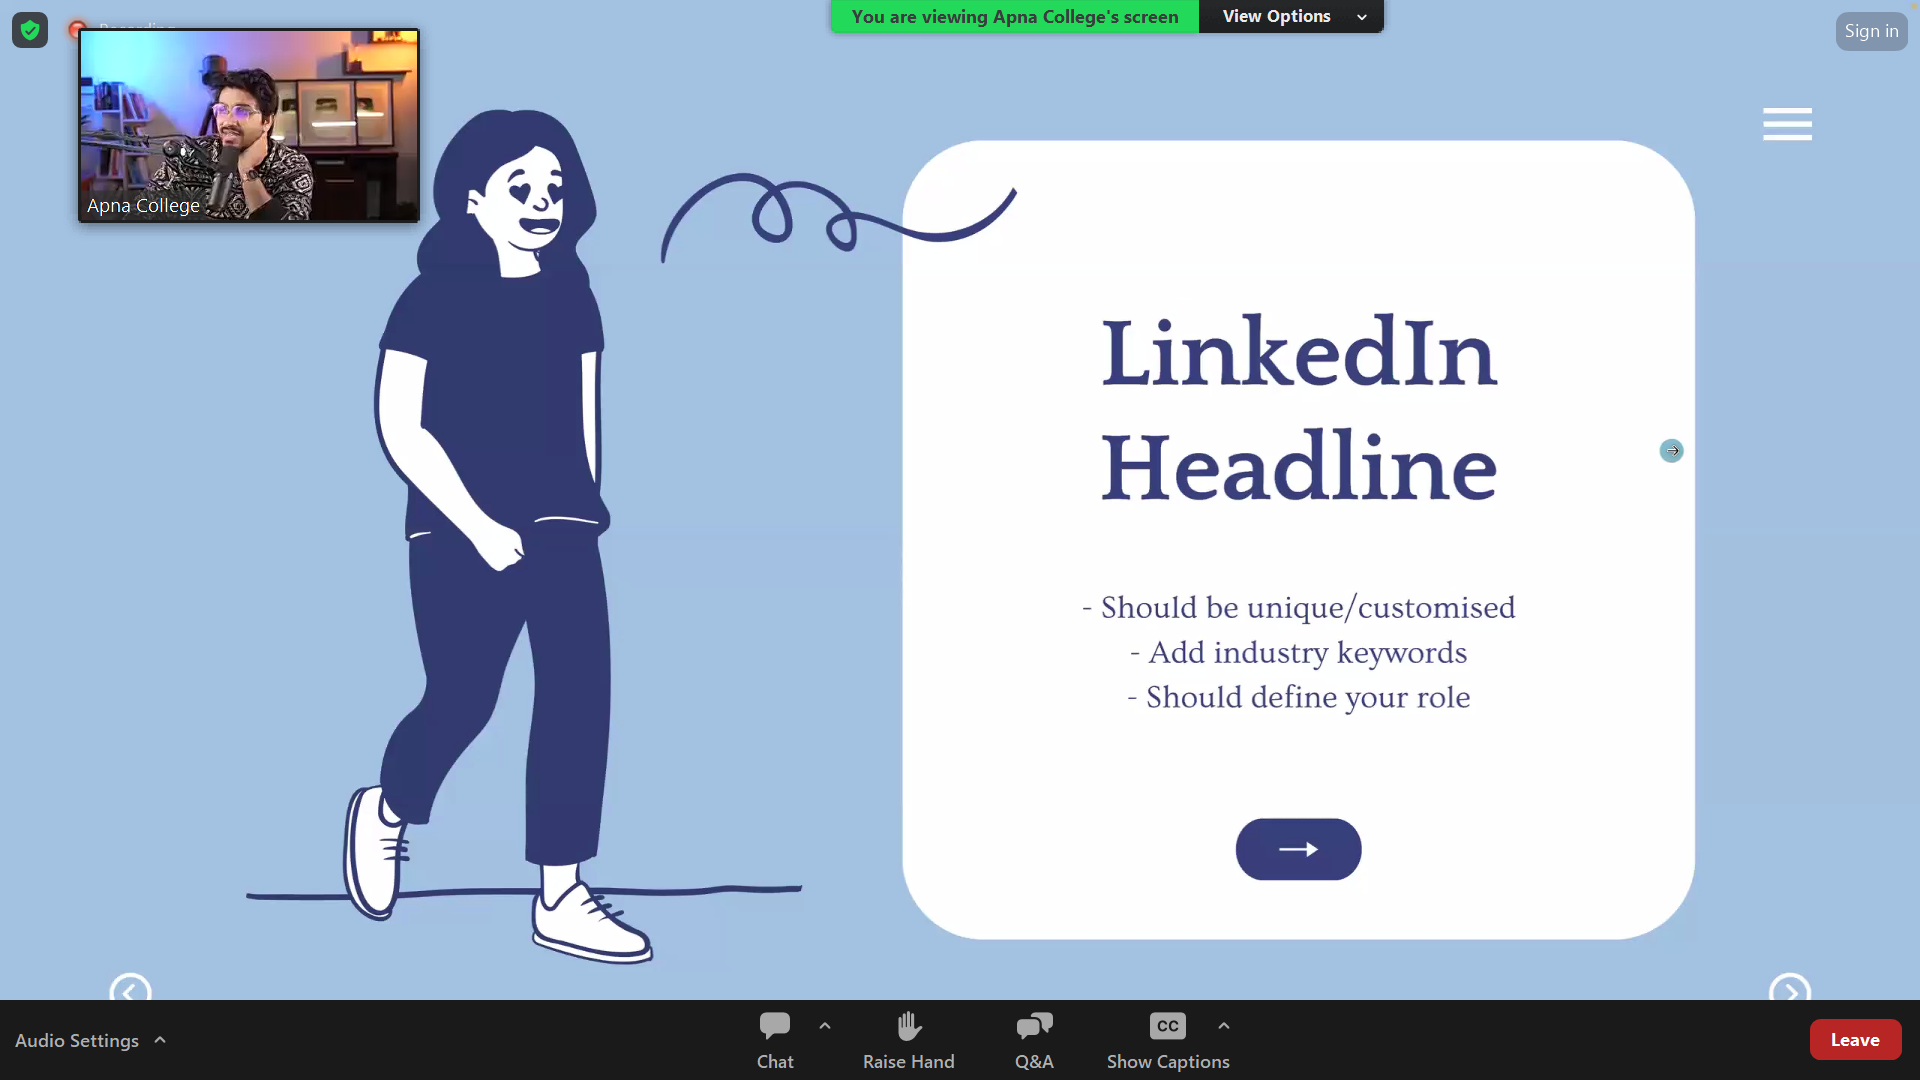 Recording
You are viewing Apna College's screen
View Options
Sign in
Apna College
LinkedIn
Headline
- Should be unique/customised
- Add industry keywords
- Should define your role
Audio Settings
Chat
Raise Hand
Q&A
CC
Show Captions
Leave